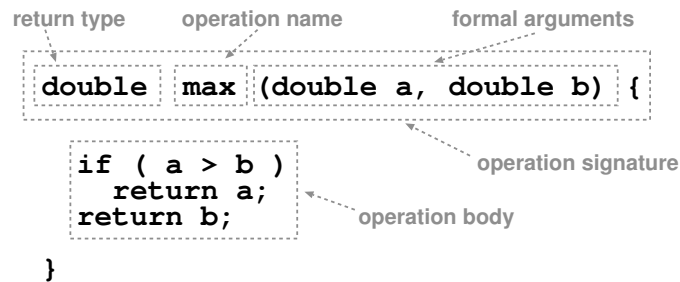 return type operation name formal arguments
double max (double a, double b) {
operation signature
if ( a > b )
return a;
return b;
operation body
}